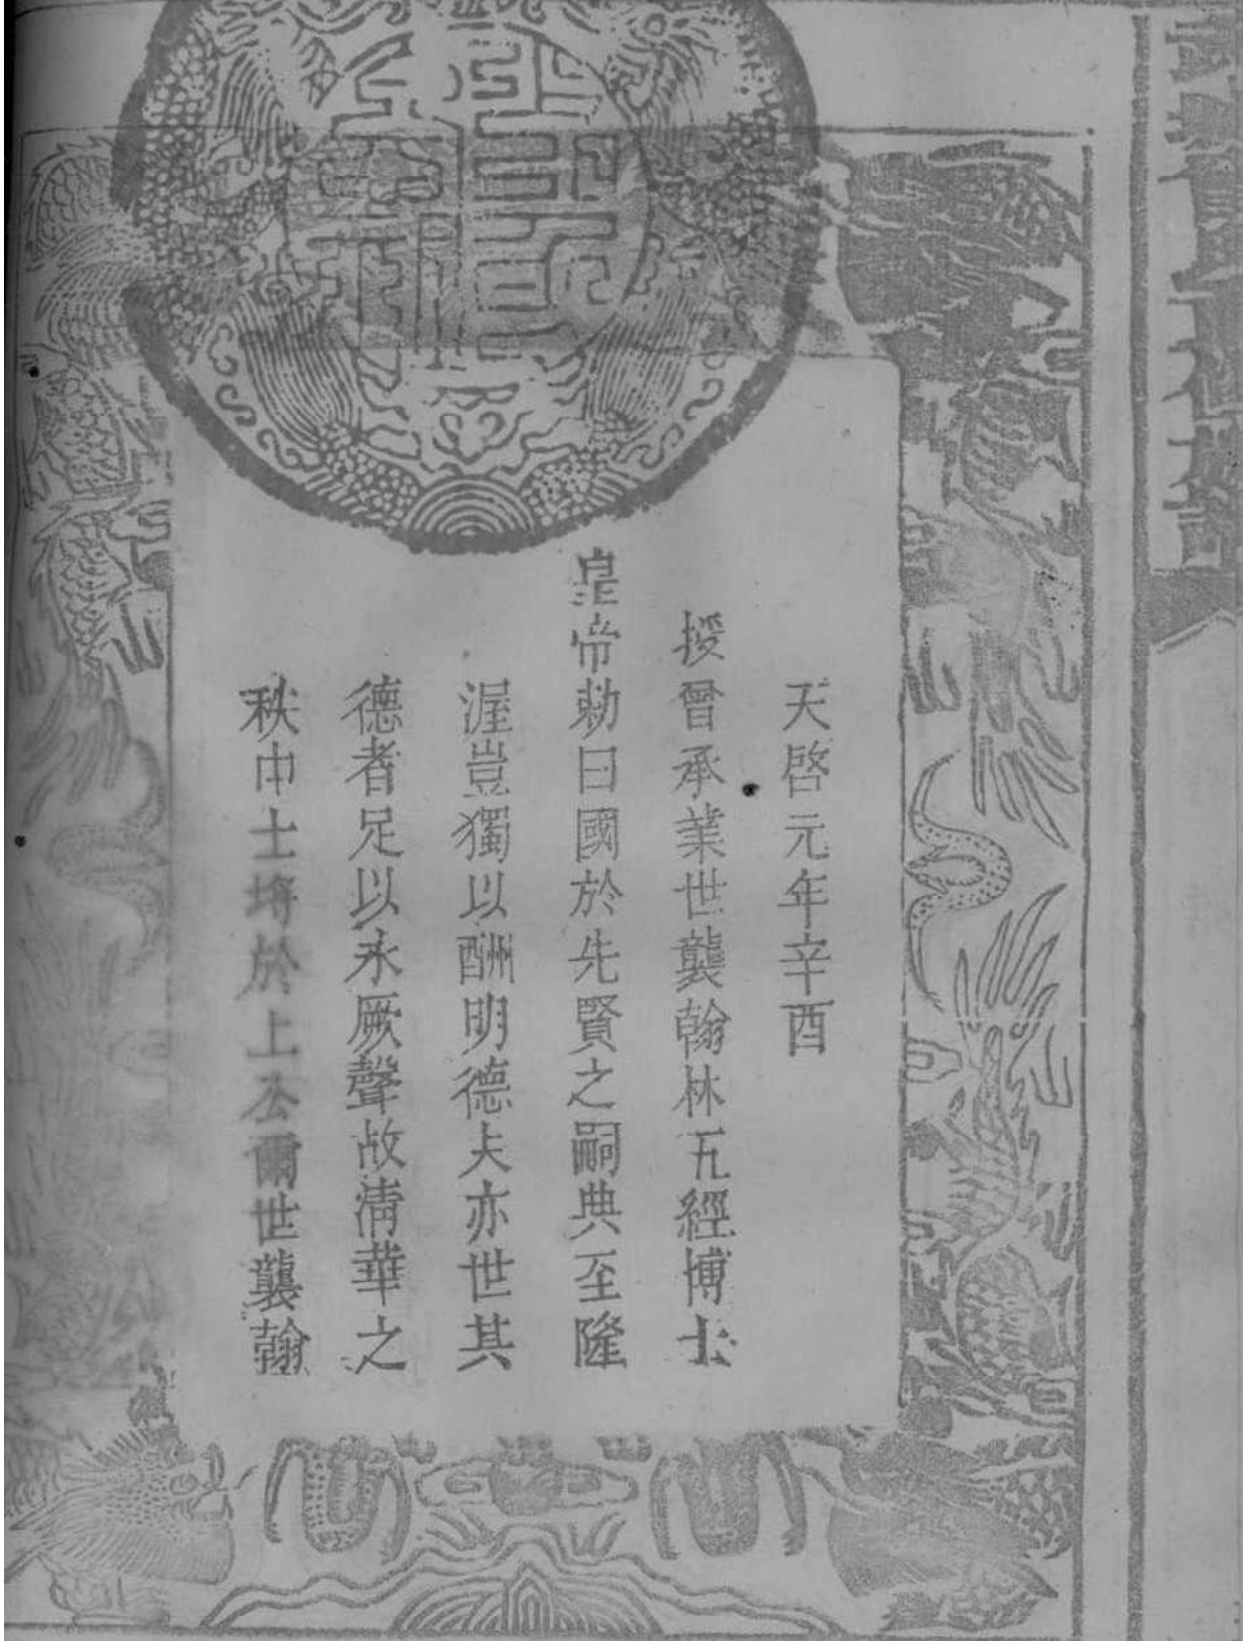 天啓元年辛酉
授曾承業世襲翰林五經博士
皇帝勅曰國於先賢之嗣典至隆
渥豈獨以酬明德夫亦世其
德者足以永厥聲故清華之
秩中士埒於上公爾世襲翰